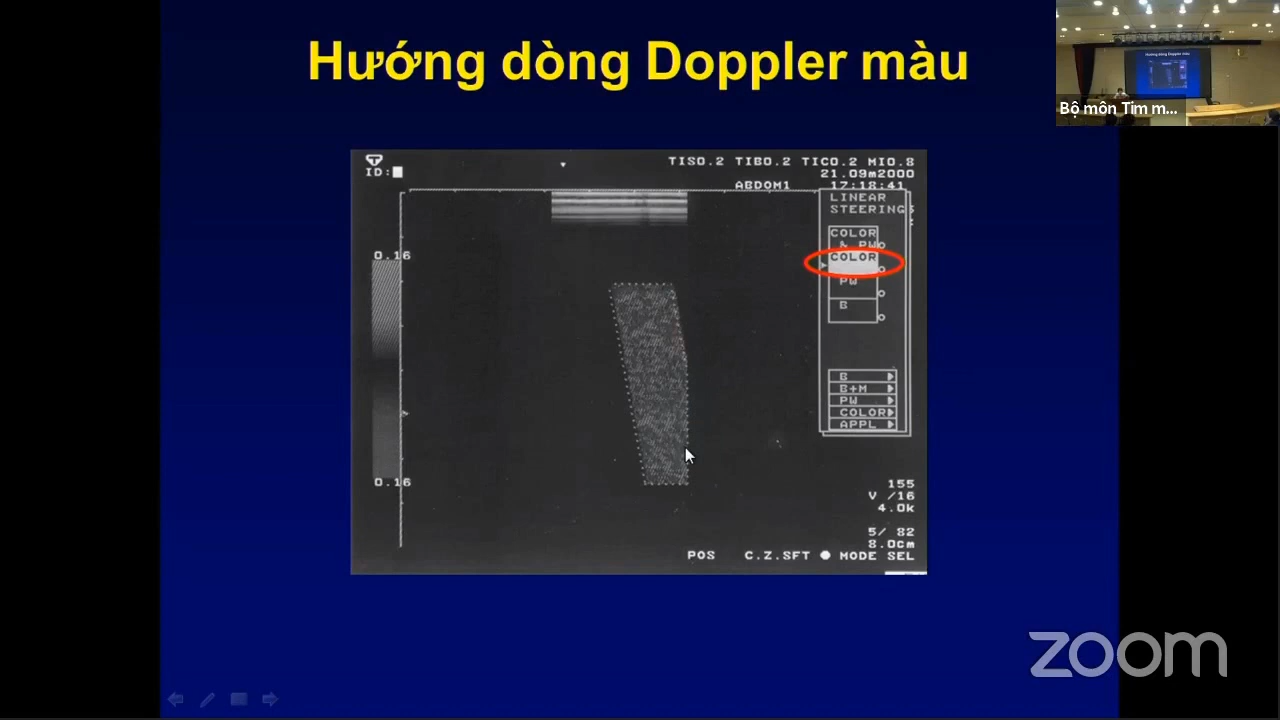 Hướng dòng Doppler màu
Bộ môn Tim m...
ID:
TIS0.2 TIB0.2 TIC0.2 MI0.8
21.09m2000
ABDOM1 17:18:41
LINEAR
STEERING
COLOR
& PW
COLOR
PW
B
0.16
0.16
B
B+M
PW
COLOR
APPL
155
V /16
4.0k
5/ 82
8.0cm
POS C.Z.SFT ● MODE SEL
zoom